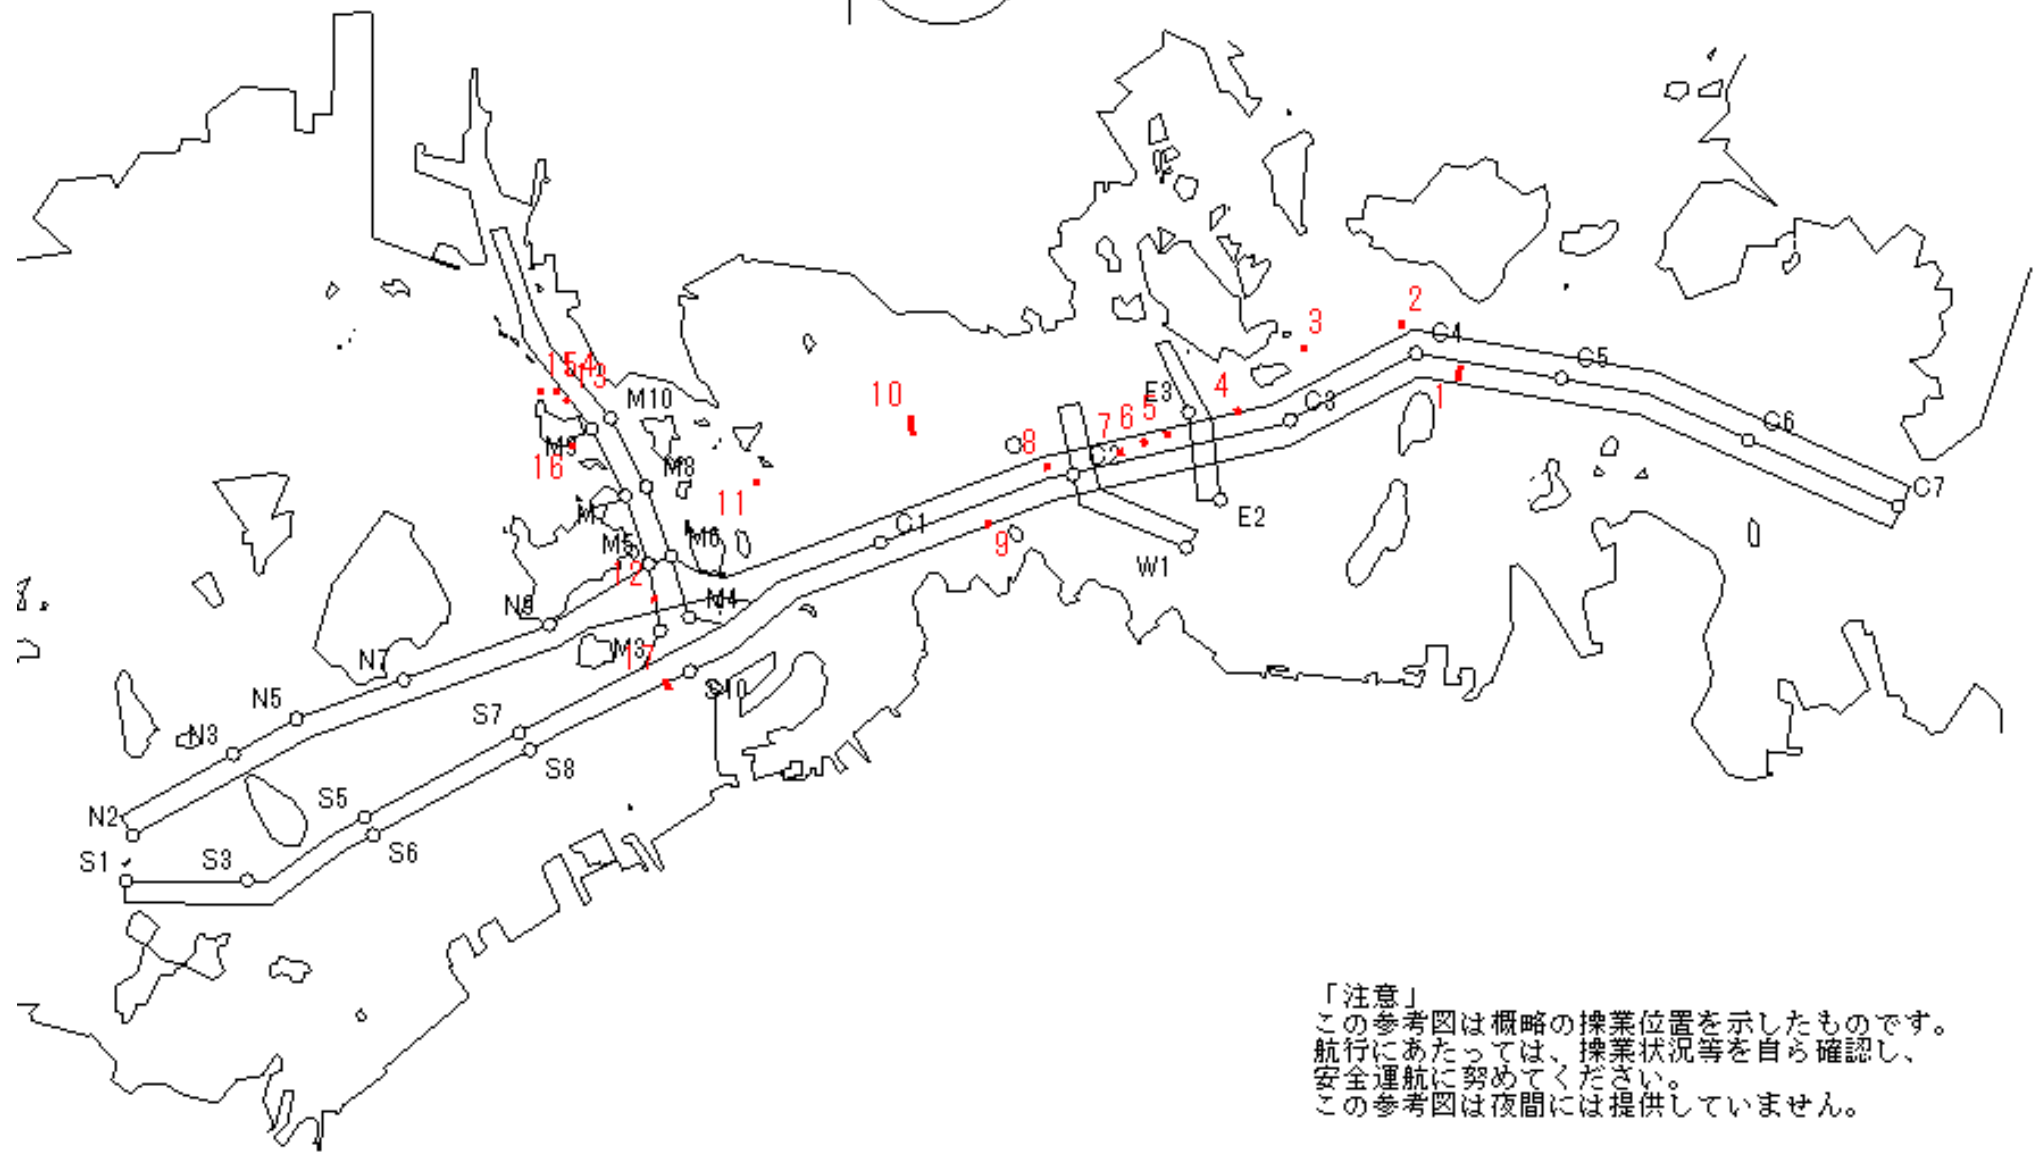 2
3
C4
C5
1
15
14
13
M10
10
E3
4
C3
5
6
7
C6
M9
16
8
C2
M8
11
C7
M7
C1
E2
9
M5
M6
W1
12
N9
M4
M3
17
N7
S10
N5
S7
N3
S8
S5
N2
S1
S3
S6
「注意」
この参考図は概略の操業位置を示したものです。
航行にあたっては、操業状況等を自ら確認し、
安全運航に努めてください。
この参考図は夜間には提供していません。